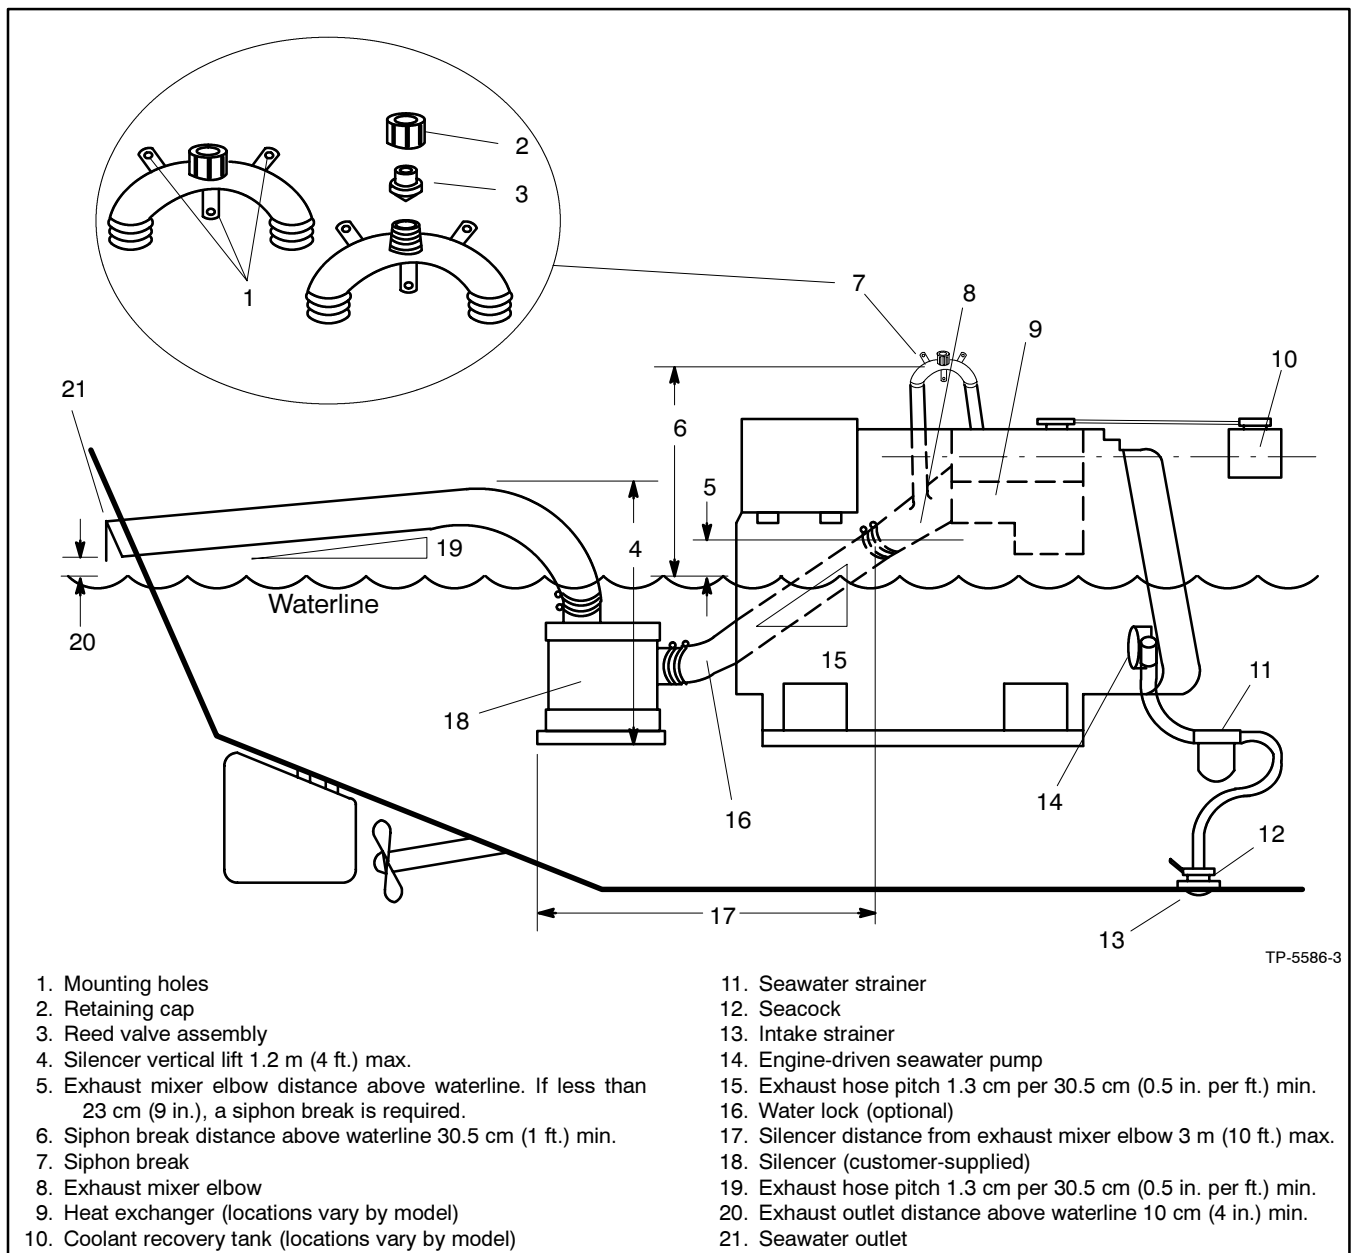 2
3
1
7
8
9
10
21
6
5
4
19
Waterline
20
15
11
18
14
16
12
17
13
TP-5586-3
1. Mounting holes
2. Retaining cap
3. Reed valve assembly
4. Silencer vertical lift 1.2 m (4 ft.) max.
5. Exhaust mixer elbow distance above waterline. If less than
23 cm (9 in.), a siphon break is required.
6. Siphon break distance above waterline 30.5 cm (1 ft.) min.
7. Siphon break
8. Exhaust mixer elbow
9. Heat exchanger (locations vary by model)
10. Coolant recovery tank (locations vary by model)
11. Seawater strainer
12. Seacock
13. Intake strainer
14. Engine-driven seawater pump
15. Exhaust hose pitch 1.3 cm per 30.5 cm (0.5 in. per ft.) min.
16. Water lock (optional)
17. Silencer distance from exhaust mixer elbow 3 m (10 ft.) max.
18. Silencer (customer-supplied)
19. Exhaust hose pitch 1.3 cm per 30.5 cm (0.5 in. per ft.) min.
20. Exhaust outlet distance above waterline 10 cm (4 in.) min.
21. Seawater outlet